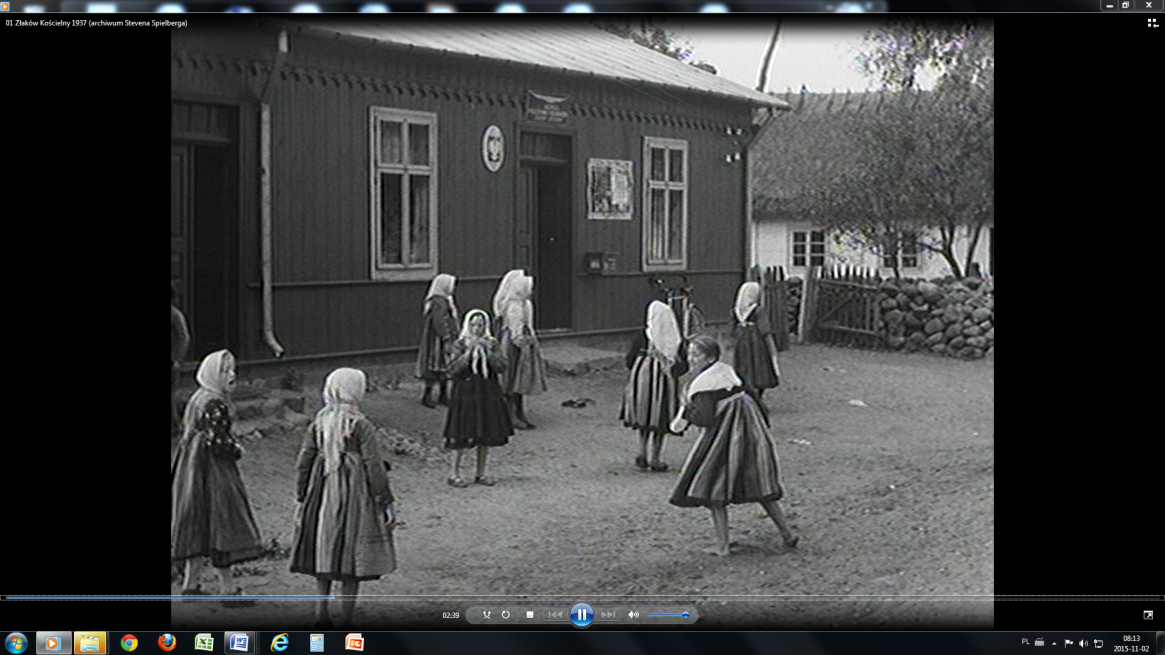 01 Złaków Kościelny 1937 (archiwum Stevena Spielberga)
02:39
PL
08:13
2015-11-02